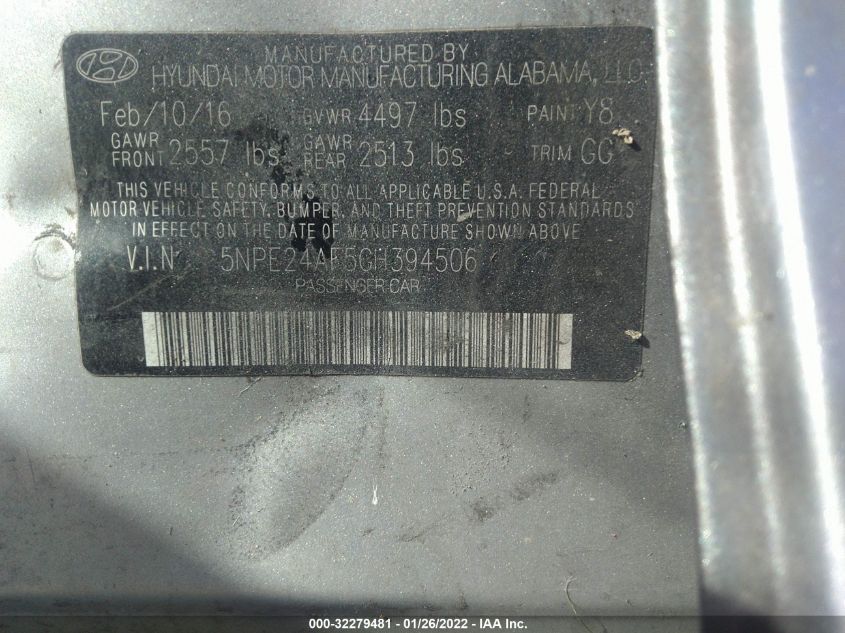 MANUFACTURED BY
HYUNDAI MOTOR MANUFACTURING ALABAMA, LLC
Feb/10/16 GVWR 4497 lbs PAINT Y8
GAWR FRONT 2557 lbs GAWR REAR 2513 lbs TRIM GG
THIS VEHICLE CONFORMS TO ALL APPLICABLE U.S.A. FEDERAL
MOTOR VEHICLE SAFETY, BUMPER, AND THEFT PREVENTION STANDARDS
IN EFFECT ON THE DATE OF MANUFACTURE SHOWN ABOVE
V.I.N 5NPE24AF5GH394506
PASSENGER CAR
000-32279481 - 01/26/2022 - IAA Inc.